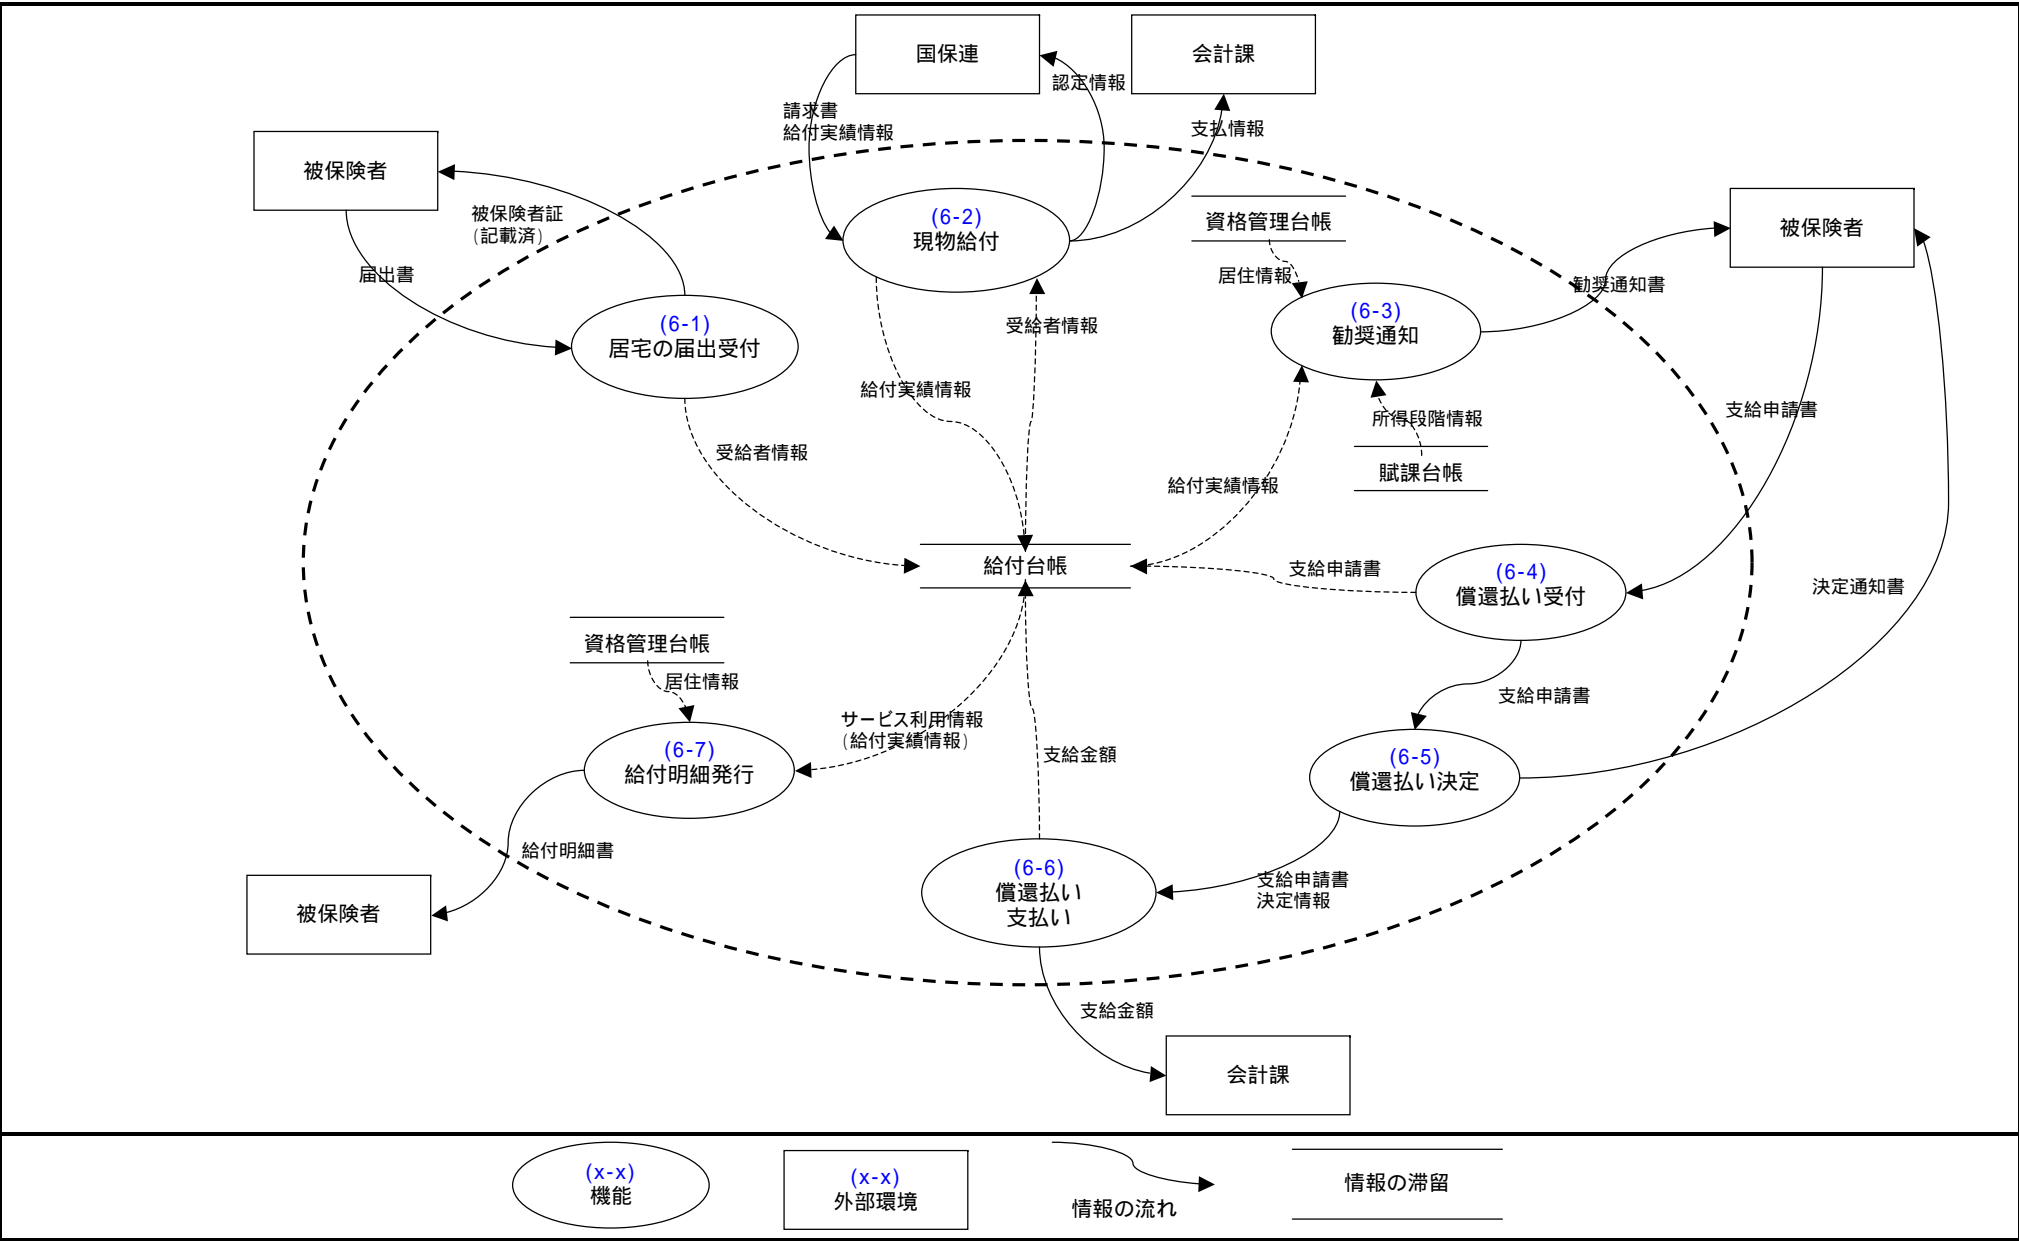 国保連
会計課
認定情報
請求書
給付実績情報
支払情報
被保険者
被保険者証
(記載済)
届出書
(6-2)
現物給付
資格管理台帳
居住情報
被保険者
勧奨通知書
(6-1)
居宅の届出受付
受給者情報
(6-3)
勧奨通知
給付実績情報
所得段階情報
支給申請書
受給者情報
賦課台帳
給付実績情報
給付台帳
支給申請書
(6-4)
償還払い受付
決定通知書
資格管理台帳
居住情報
支給申請書
サービス利用情報
(給付実績情報)
(6-7)
給付明細発行
支給金額
(6-5)
償還払い決定
給付明細書
(6-6)
償還払い
支払い
支給申請書
決定情報
被保険者
支給金額
会計課
(x-x)
機能
(x-x)
外部環境
情報の流れ
情報の滞留